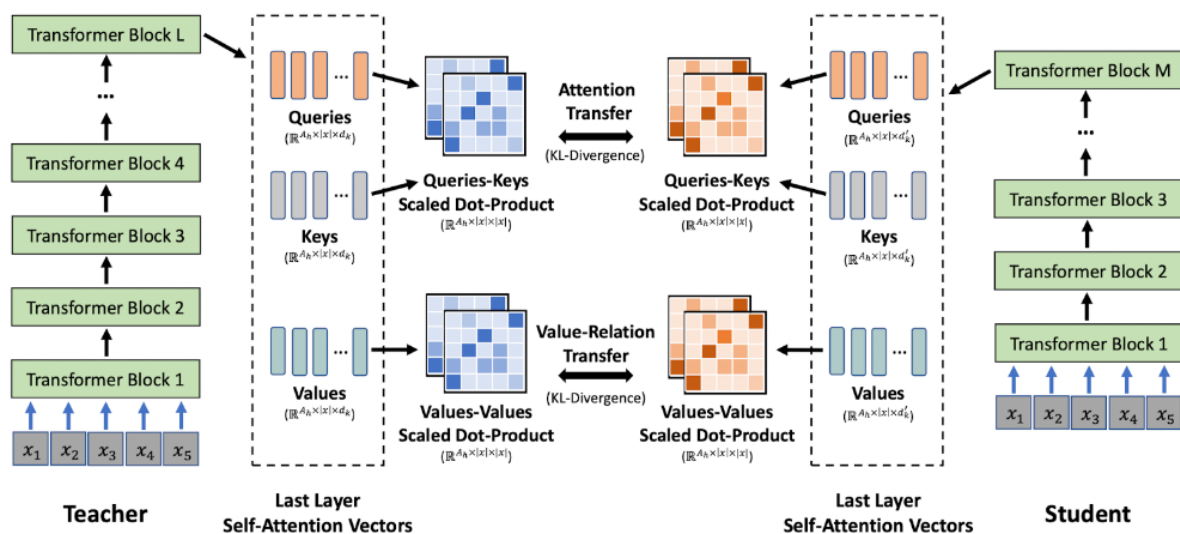 Transformer Block L
...
Transformer Block 4
Transformer Block 3
Transformer Block 2
Transformer Block 1
x₁ x₂ x₃ x₄ x₅
Teacher
...
Queries
(ℝ^{A_h×|x|×d_k})
...
Keys
(ℝ^{A_h×|x|×d_k})
...
Values
(ℝ^{A_h×|x|×d_k})
Last Layer
Self-Attention Vectors
Queries-Keys
Scaled Dot-Product
(ℝ^{A_h×|x|×|x|})
Values-Values
Scaled Dot-Product
(ℝ^{A_h×|x|×|x|})
Attention
Transfer
(KL-Divergence)
Value-Relation
Transfer
(KL-Divergence)
Queries-Keys
Scaled Dot-Product
(ℝ^{A_h×|x|×|x|})
Values-Values
Scaled Dot-Product
(ℝ^{A_h×|x|×|x|})
...
Queries
(ℝ^{A_h×|x|×d'_k})
...
Keys
(ℝ^{A_h×|x|×d'_k})
...
Values
(ℝ^{A_h×|x|×d'_k})
Last Layer
Self-Attention Vectors
Transformer Block M
...
Transformer Block 3
Transformer Block 2
Transformer Block 1
x₁ x₂ x₃ x₄ x₅
Student